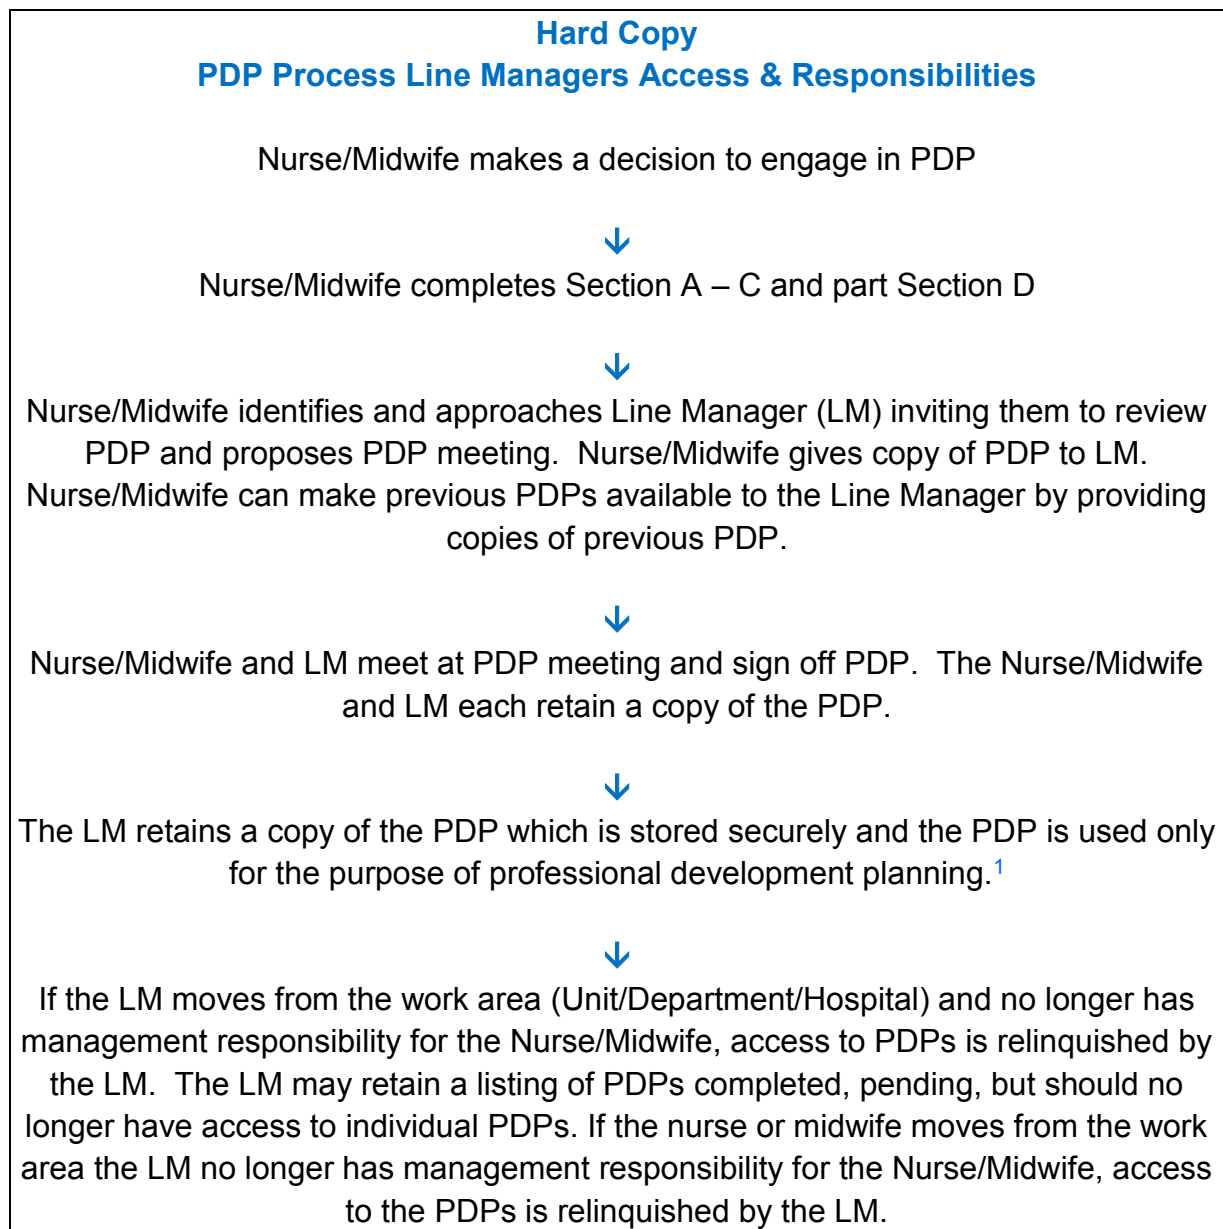 Hard Copy
PDP Process Line Managers Access & Responsibilities
Nurse/Midwife makes a decision to engage in PDP
↓
Nurse/Midwife completes Section A – C and part Section D
↓
Nurse/Midwife identifies and approaches Line Manager (LM) inviting them to review
PDP and proposes PDP meeting.  Nurse/Midwife gives copy of PDP to LM.
Nurse/Midwife can make previous PDPs available to the Line Manager by providing
copies of previous PDP.
↓
Nurse/Midwife and LM meet at PDP meeting and sign off PDP.  The Nurse/Midwife
and LM each retain a copy of the PDP.
↓
The LM retains a copy of the PDP which is stored securely and the PDP is used only
for the purpose of professional development planning.1
↓
If the LM moves from the work area (Unit/Department/Hospital) and no longer has
management responsibility for the Nurse/Midwife, access to PDPs is relinquished by
the LM.  The LM may retain a listing of PDPs completed, pending, but should no
longer have access to individual PDPs. If the nurse or midwife moves from the work
area the LM no longer has management responsibility for the Nurse/Midwife, access
to the PDPs is relinquished by the LM.